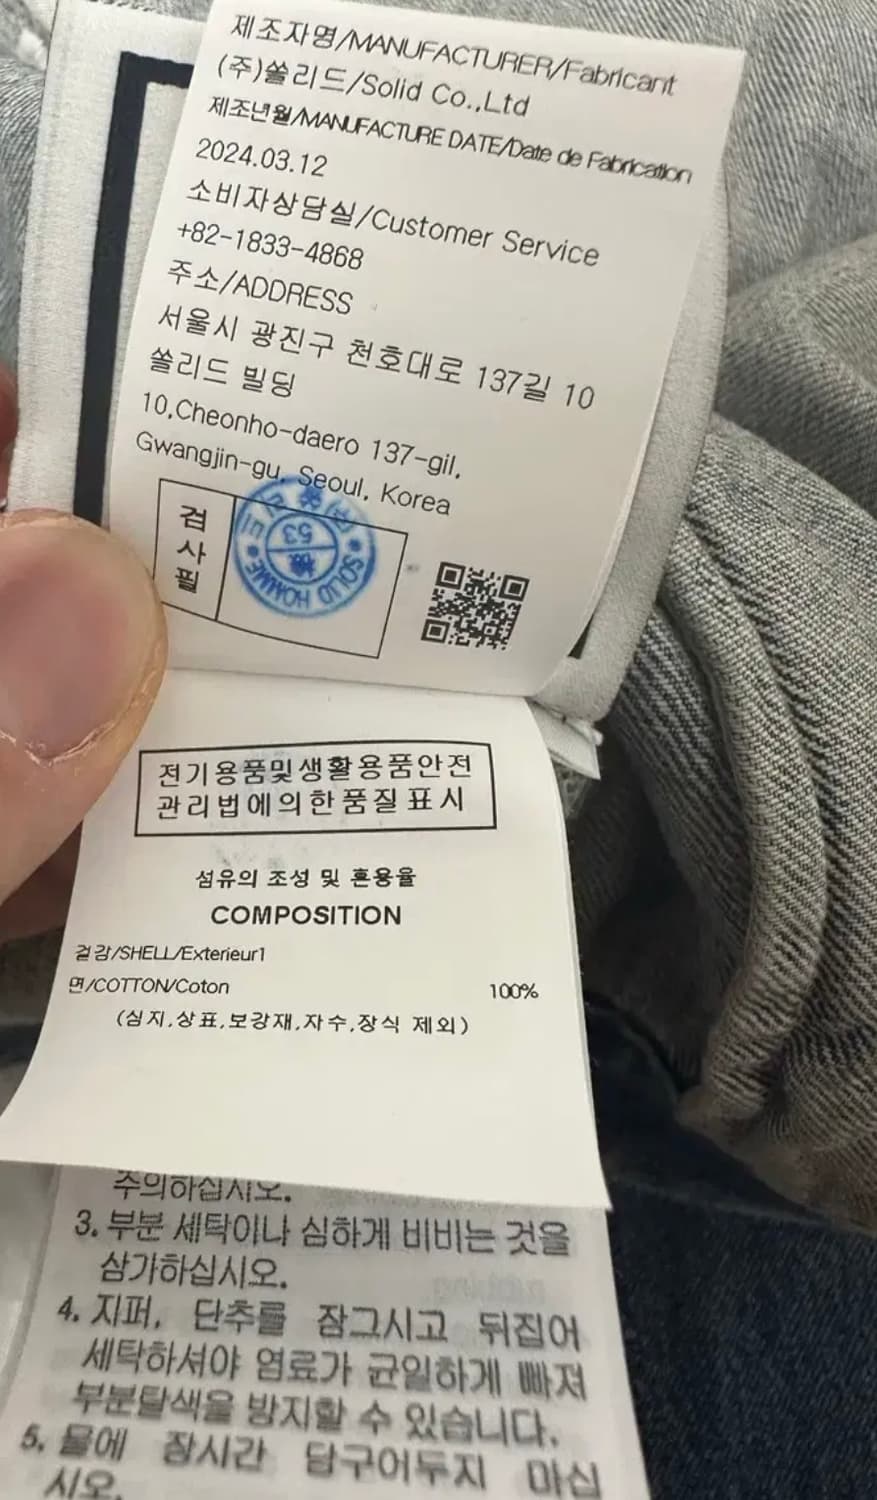 제조자명/MANUFACTURER/Fabricant
(주)쏠리드/Solid Co.,Ltd
제조년월/MANUFACTURE DATE/Date de Fabrication
2024.03.12
소비자상담실/Customer Service
+82-1833-4868
주소/ADDRESS
서울시 광진구 천호대로 137길 10
쏠리드 빌딩
10,Cheonho-daero 137-gil,
Gwangjin-gu, Seoul, Korea
검사필
53
SOLID HOMME
전기용품및생활용품안전
관리법에의한품질표시
섬유의 조성 및 혼용율
COMPOSITION
겉감/SHELL/Exterieur1
면/COTTON/Coton 100%
(심지,상표,보강재,자수,장식 제외)
주의하십시오.
3. 부분 세탁이나 심하게 비비는 것을
삼가하십시오.
4. 지퍼, 단추를 잠그시고 뒤집어
세탁하셔야 염료가 균일하게 빠져
부분탈색을 방지할 수 있습니다.
5. 물에 장시간 담구어두지 마십
시오.